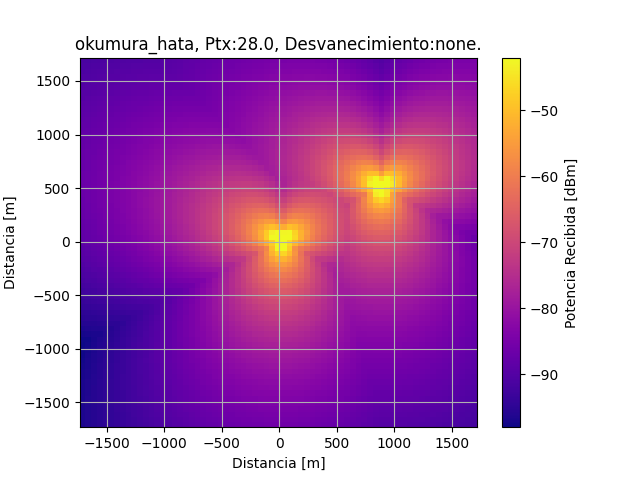 okumura_hata, Ptx:28.0, Desvanecimiento:none.
1500
1000
500
0
−500
−1000
−1500
Distancia [m]
−1500 −1000 −500 0 500 1000 1500
Distancia [m]
−50
−60
−70
−80
−90
Potencia Recibida [dBm]